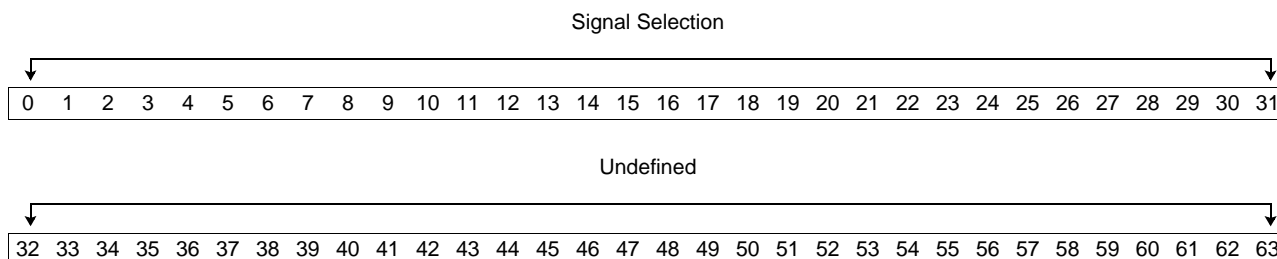 Signal Selection
0 1 2 3 4 5 6 7 8 9 10 11 12 13 14 15 16 17 18 19 20 21 22 23 24 25 26 27 28 29 30 31
Undefined
32 33 34 35 36 37 38 39 40 41 42 43 44 45 46 47 48 49 50 51 52 53 54 55 56 57 58 59 60 61 62 63